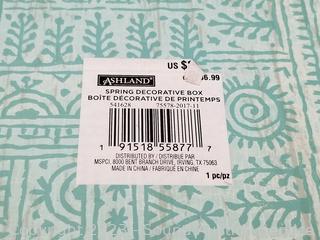 US $
6.99
ASHLAND
SPRING DECORATIVE BOX
BOÎTE DÉCORATIVE DE PRINTEMPS
541628 75578-2017-11
1 91518 55877 7
DISTRIBUTED BY / DISTRIBUÉ PAR
MSPCI, 8000 BENT BRANCH DRIVE, IRVING, TX 75063
MADE IN CHINA / FABRIQUÉ EN CHINE
1 pc/pz